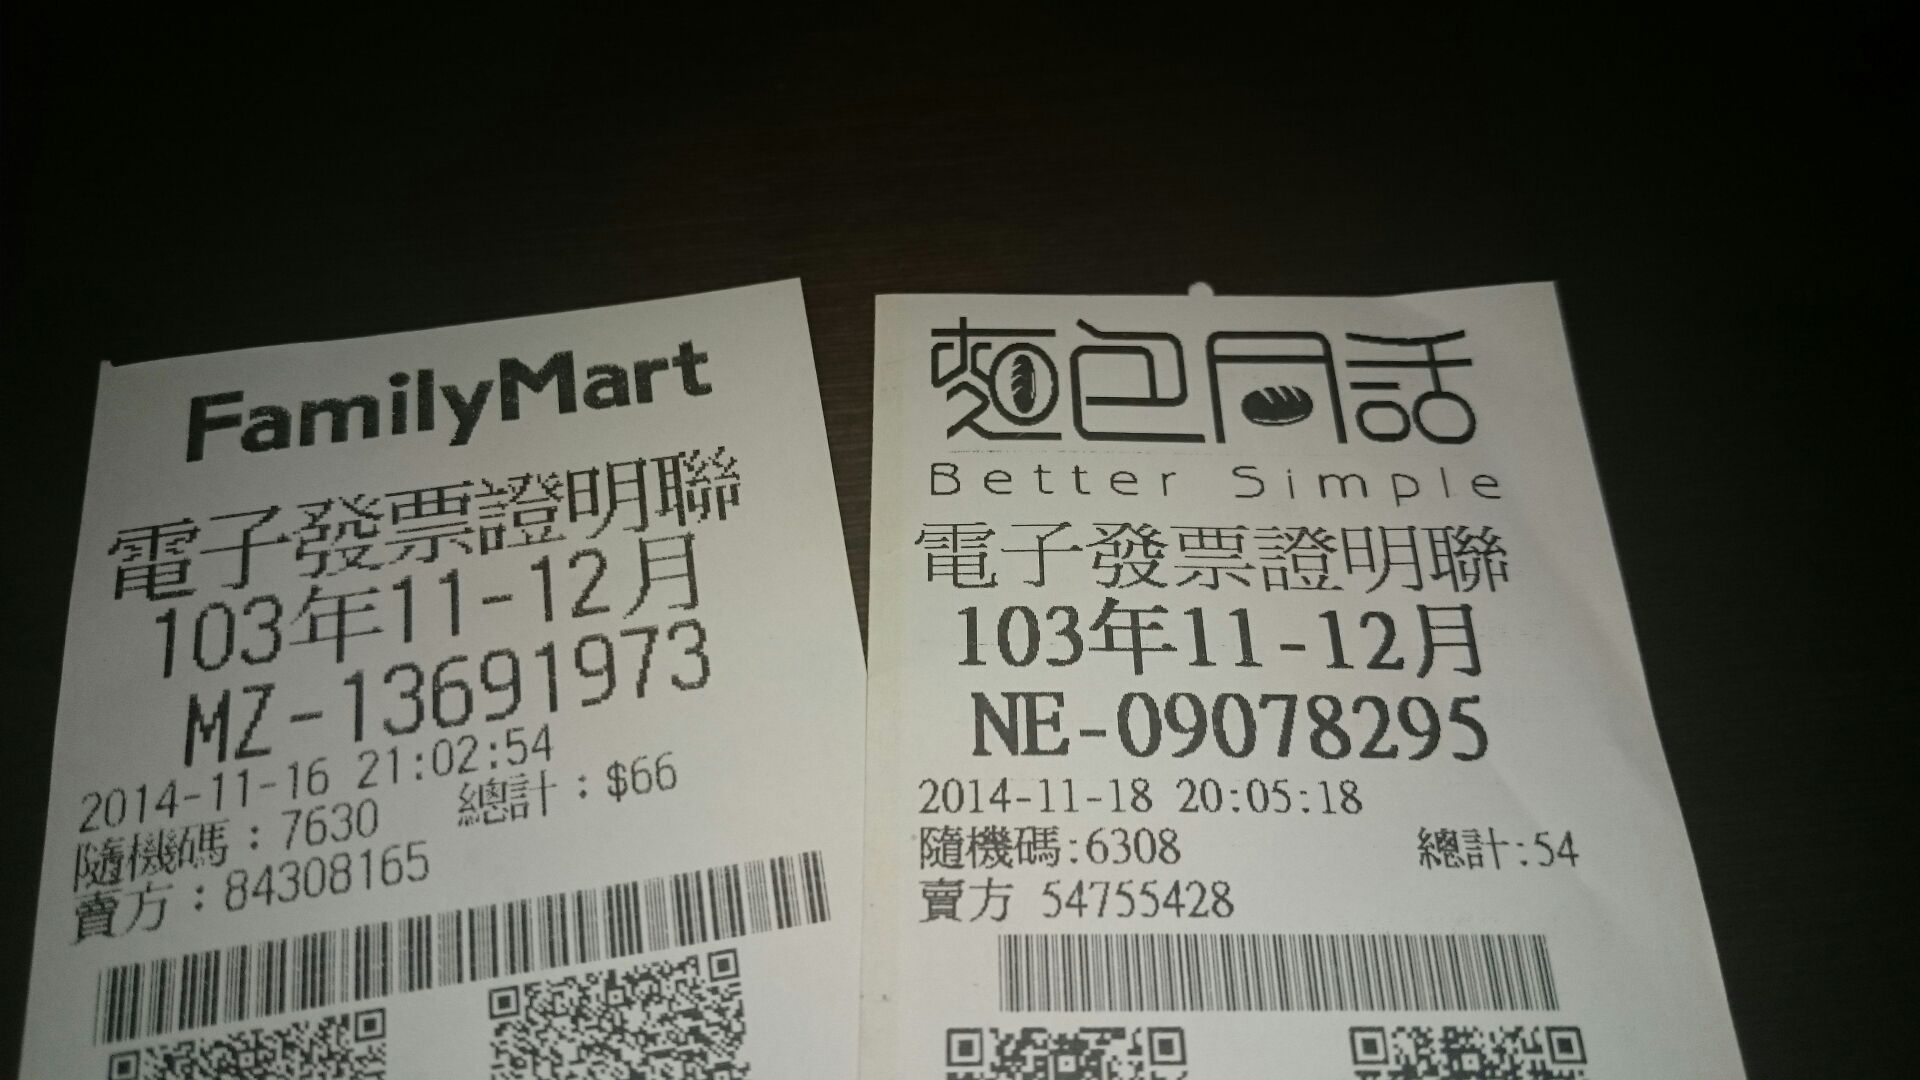 FamilyMart
電子發票證明聯
103年11-12月
MZ-13691973
2014-11-16 21:02:54
隨機碼：7630 總計：$66
賣方：84308165
麵包同話
Better Simple
電子發票證明聯
103年11-12月
NE-09078295
2014-11-18 20:05:18
隨機碼:6308 總計:54
賣方 54755428